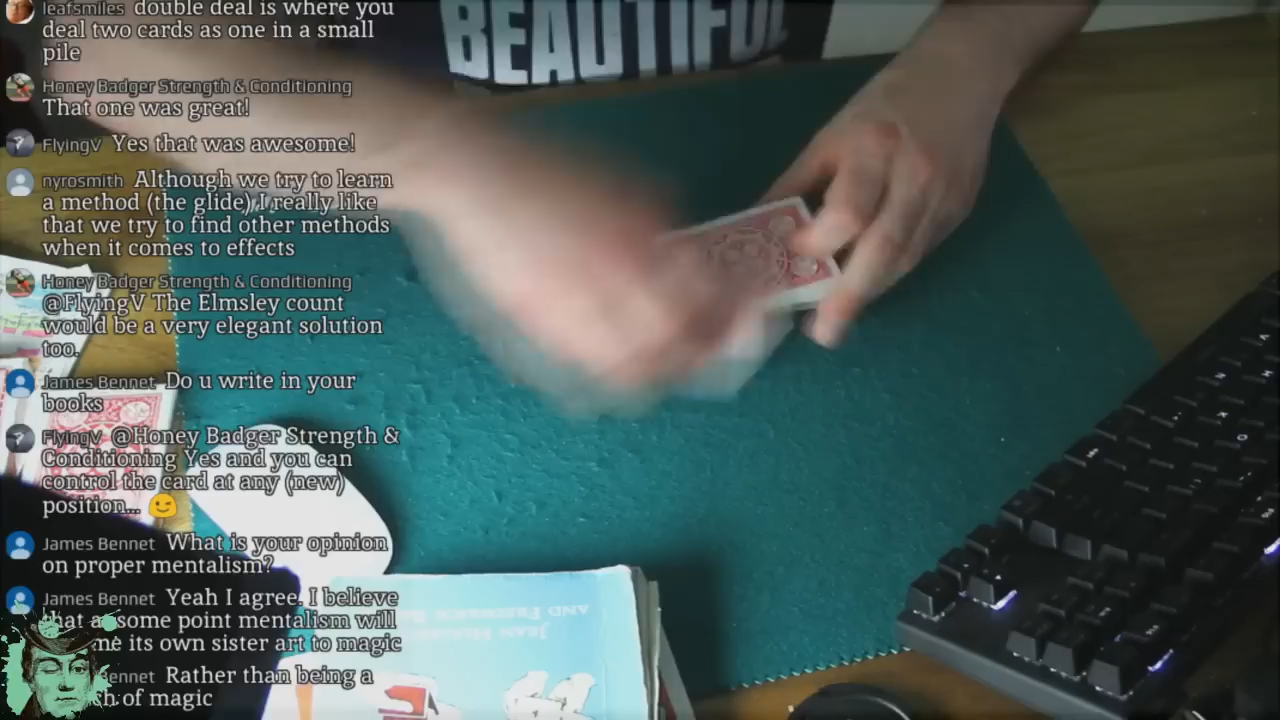 BEAUTIFUL
leafsmiles double deal is where you
deal two cards as one in a small
pile
Honey Badger Strength & Conditioning
That one was great!
FlyingV Yes that was awesome!
nyrosmith Although we try to learn
a method (the glide),I really like
that we try to find other methods
when it comes to effects
Honey Badger Strength & Conditioning
@FlyingV The Elmsley count
would be a very elegant solution
too.
James Bennet Do u write in your
books
FlyingV @Honey Badger Strength &
Conditioning Yes and you can
control the card at any (new)
position... 😉
James Bennet What is your opinion
on proper mentalism?
James Bennet Yeah I agree. I believe
that at some point mentalism will
its own sister art to magic
Rather than being a
of magic
AND FREDERICK
JEAN